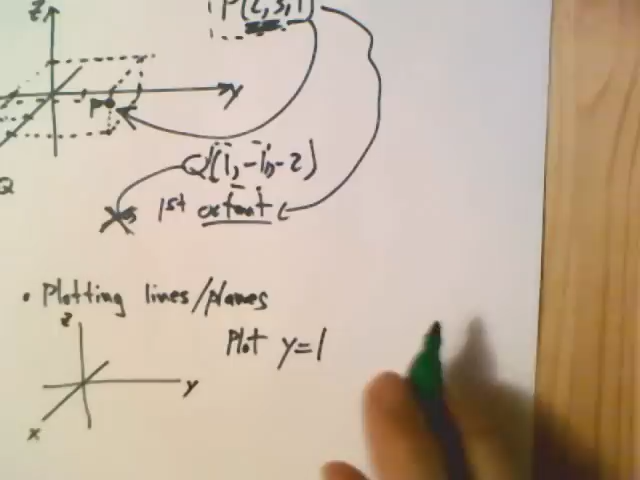 P(2,3,1)
z
y
P
Q
Q(1,-1,-2)
1st octant
• Plotting lines/planes
z
Plot y=1
y
x